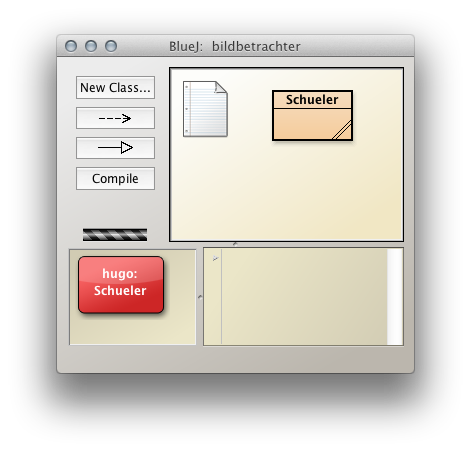 BlueJ: bildbetrachter
New Class...
Compile
Schueler
hugo:
Schueler